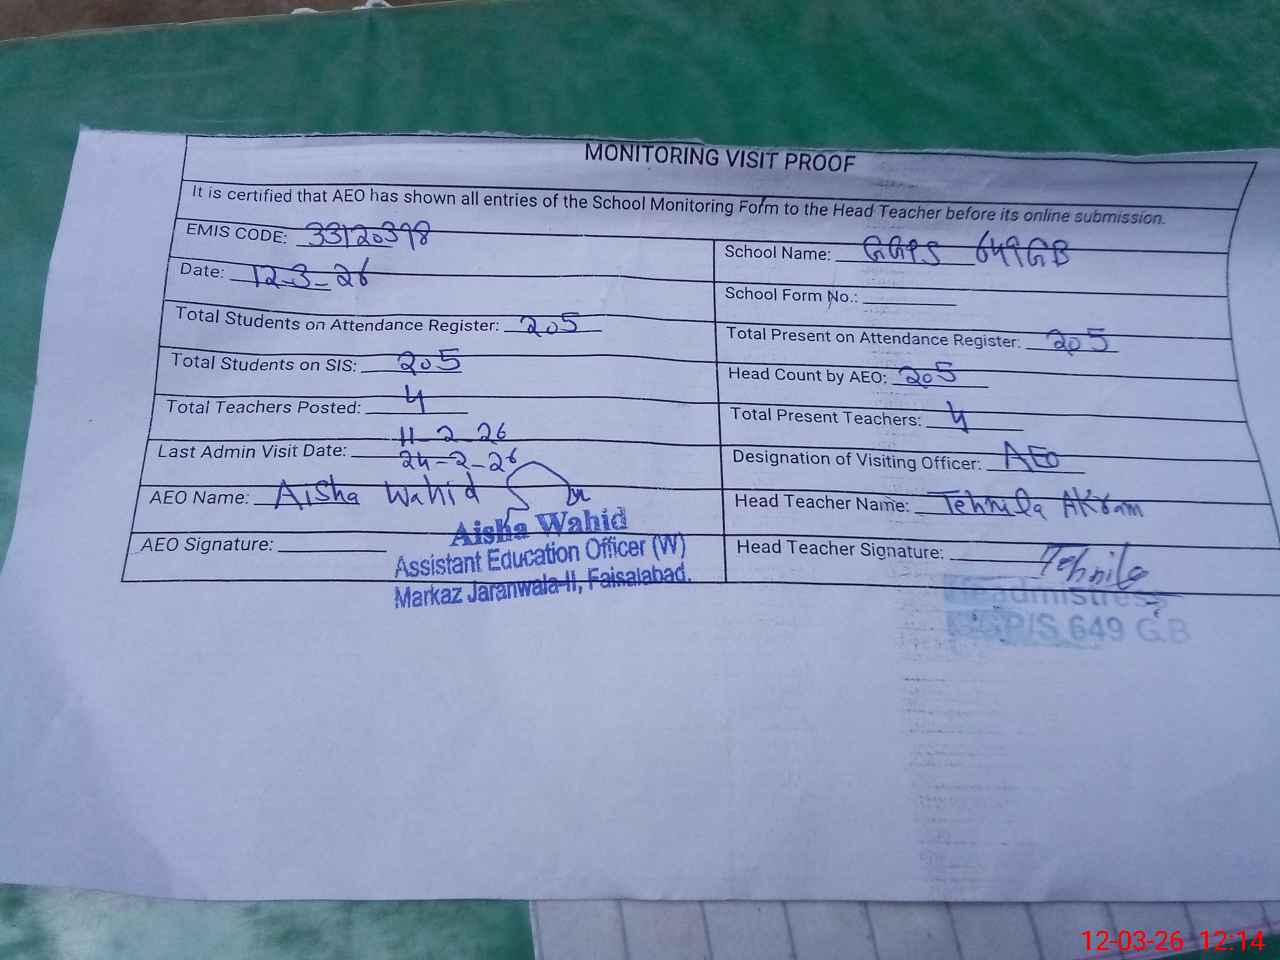 MONITORING VISIT PROOF
It is certified that AEO has shown all entries of the School Monitoring Form to the Head Teacher before its online submission.
EMIS CODE: 33120398
School Name: GGPS 649GB
Date: 12-3-26
School Form No.:
Total Students on Attendance Register: 205
Total Present on Attendance Register: 205
Total Students on SIS: 205
Head Count by AEO: 205
Total Teachers Posted: 4
Total Present Teachers: 4
Last Admin Visit Date: 11-2-26
24-2-26
Designation of Visiting Officer: AEO
AEO Name: Aisha Wahid
Head Teacher Name: Tehnila Akram
AEO Signature:
Aisha Wahid
Assistant Education Officer (W)
Markaz Jaranwala-II, Faisalabad.
Head Teacher Signature: Tehnila
Headmistress
GGP/S 649 G.B
12-03-26 12:14